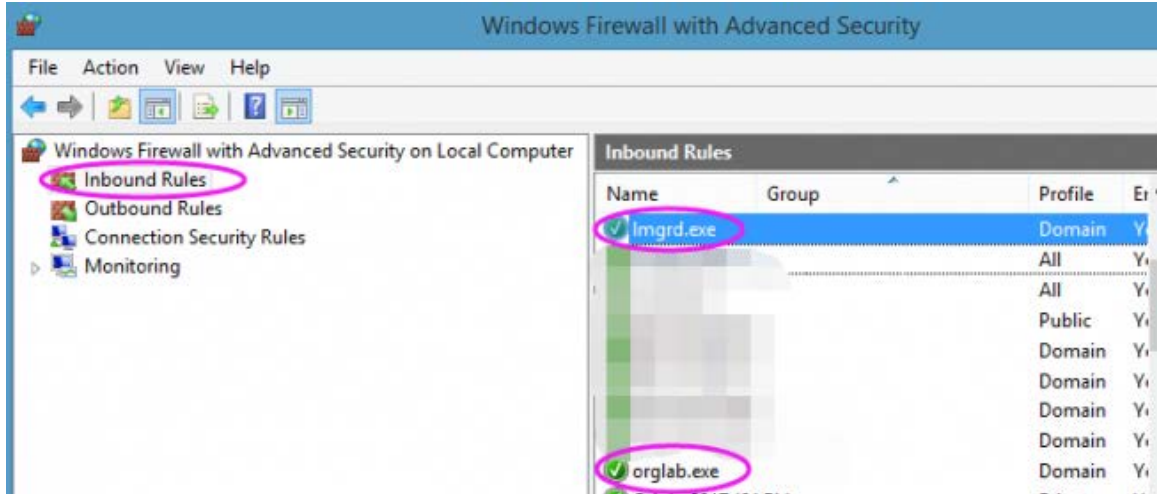 Windows Firewall with Advanced Security
File Action View Help
Windows Firewall with Advanced Security on Local Computer
Inbound Rules
Outbound Rules
Connection Security Rules
Monitoring
Inbound Rules
Name Group Profile
lmgrd.exe Domain
All
All
Public
Domain
Domain
Domain
Domain
orglab.exe Domain